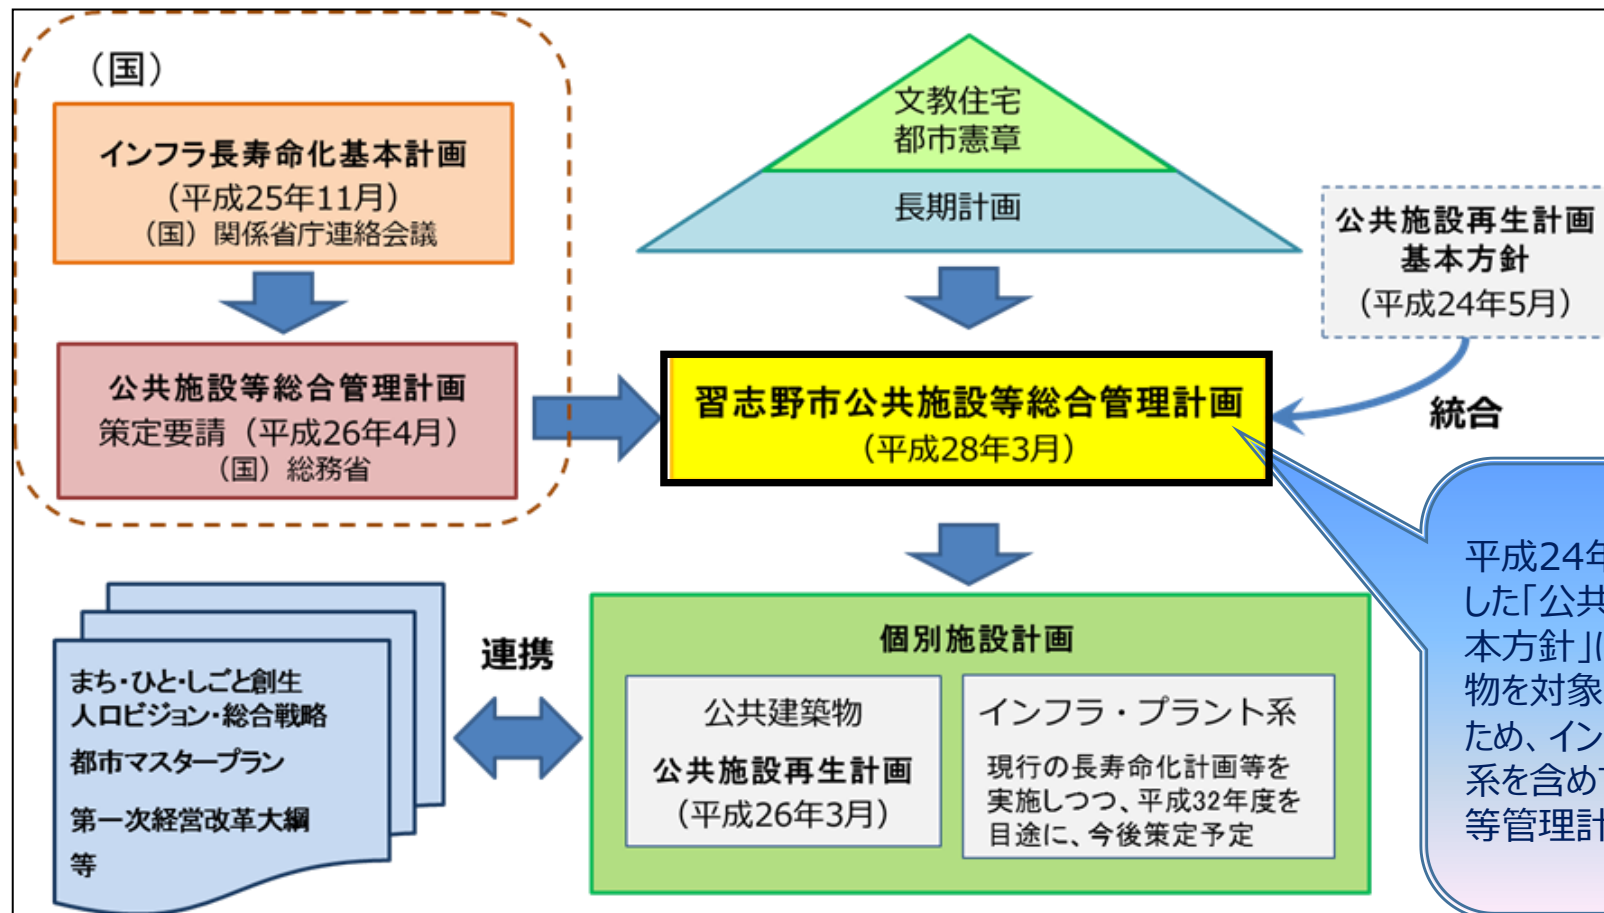 （国）
インフラ長寿命化基本計画
（平成25年11月）
（国）関係省庁連絡会議
公共施設等総合管理計画
策定要請（平成26年4月）
（国）総務省
文教住宅
都市憲章
長期計画
公共施設再生計画
基本方針
（平成24年5月）
統合
習志野市公共施設等総合管理計画
（平成28年3月）
平成24年
した「公共
本方針」
物を対象
ため、イン
系を含め
等管理計
連携
まち・ひと・しごと創生
人口ビジョン・総合戦略
都市マスタープラン
第一次経営改革大綱
等
個別施設計画
公共建築物
公共施設再生計画
（平成26年3月）
インフラ・プラント系
現行の長寿命化計画等を
実施しつつ、平成32年度を
目途に、今後策定予定